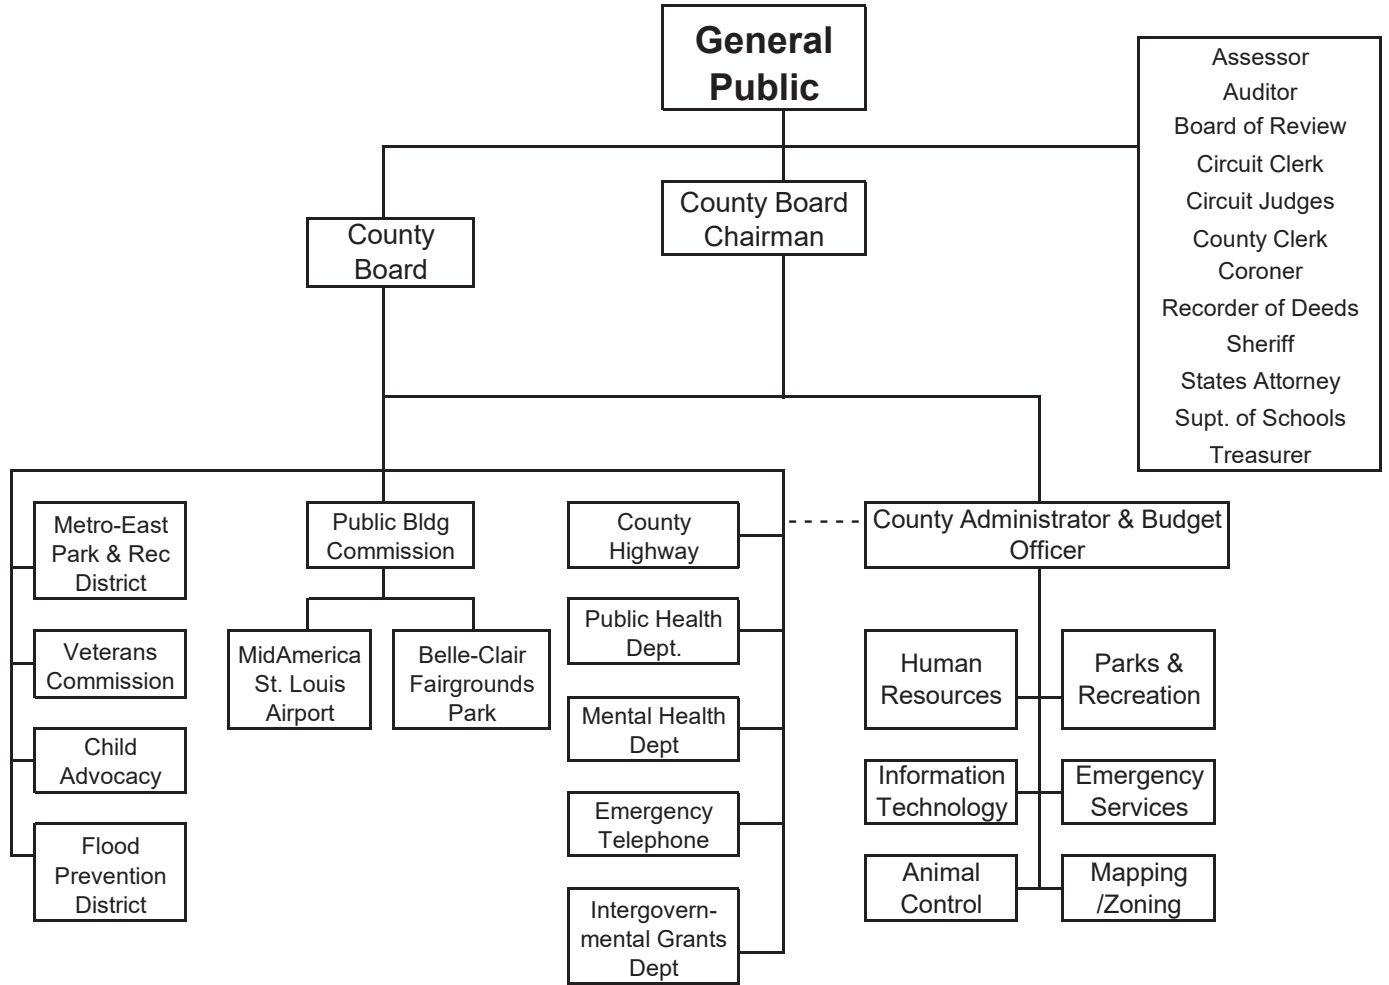 General
Public
Assessor
Auditor
Board of Review
Circuit Clerk
Circuit Judges
County Clerk
Coroner
Recorder of Deeds
Sheriff
States Attorney
Supt. of Schools
Treasurer
County Board
Chairman
County
Board
Metro-East
Park & Rec
District
Veterans
Commission
Child
Advocacy
Flood
Prevention
District
Public Bldg
Commission
MidAmerica
St. Louis
Airport
Belle-Clair
Fairgrounds
Park
County
Highway
Public Health
Dept.
Mental Health
Dept
Emergency
Telephone
Intergovern-
mental Grants
Dept
County Administrator & Budget
Officer
Human
Resources
Parks &
Recreation
Information
Technology
Emergency
Services
Animal
Control
Mapping
/Zoning